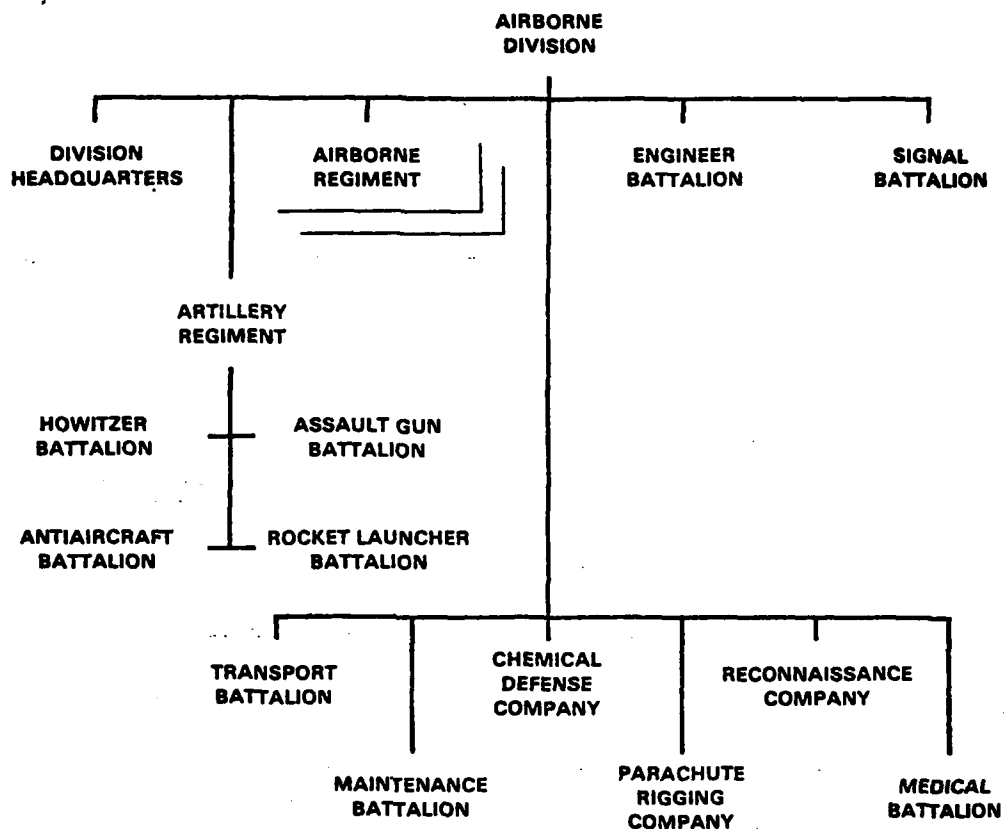 AIRBORNE
DIVISION
DIVISION
HEADQUARTERS
AIRBORNE
REGIMENT
ENGINEER
BATTALION
SIGNAL
BATTALION
ARTILLERY
REGIMENT
HOWITZER
BATTALION
ASSAULT GUN
BATTALION
ANTIAIRCRAFT
BATTALION
ROCKET LAUNCHER
BATTALION
TRANSPORT
BATTALION
CHEMICAL
DEFENSE
COMPANY
RECONNAISSANCE
COMPANY
MAINTENANCE
BATTALION
PARACHUTE
RIGGING
COMPANY
MEDICAL
BATTALION